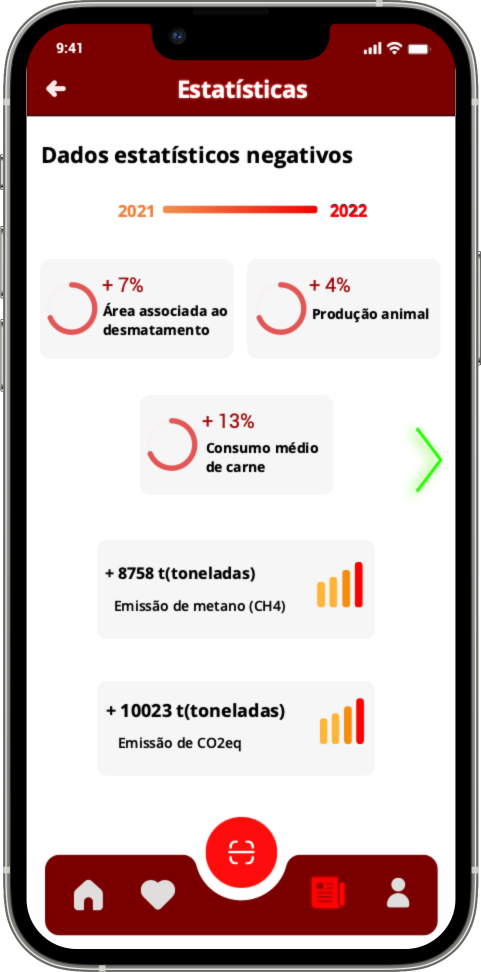 9:41
Estatísticas
Dados estatísticos negativos
2021 2022
+ 7%
Área associada ao
desmatamento
+ 4%
Produção animal
+ 13%
Consumo médio
de carne
+ 8758 t(toneladas)
Emissão de metano (CH4)
+ 10023 t(toneladas)
Emissão de CO2eq